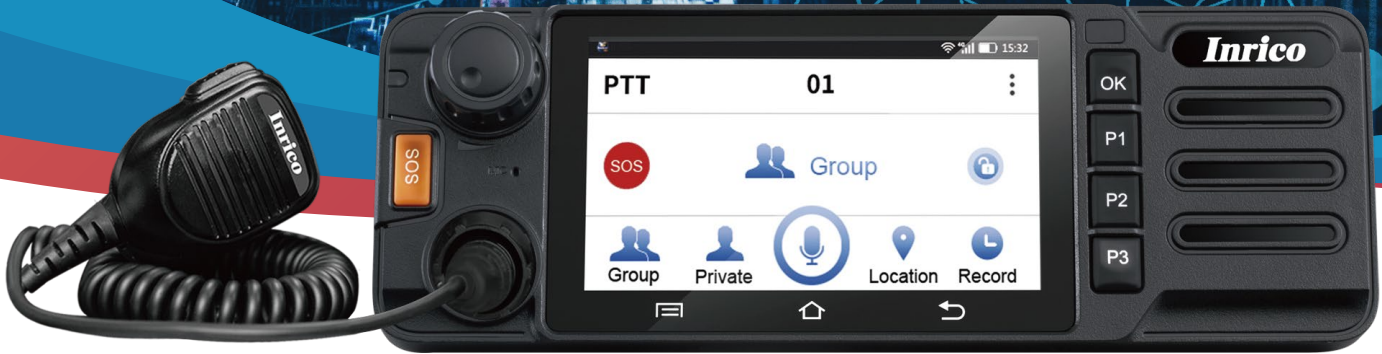 Inrico
SOS
15:32
PTT 01
SOS Group
Group Private Location Record
OK
P1
P2
P3
Inrico